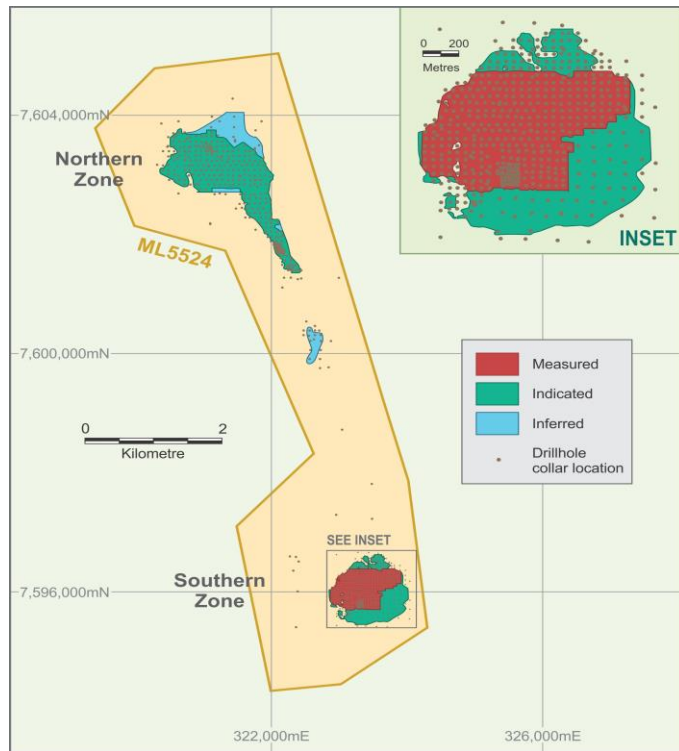 0 200
Metres
INSET
7,604,000mN
Northern
Zone
ML5524
7,600,000mN
0 2
Kilometre
Measured
Indicated
Inferred
Drillhole
collar location
SEE INSET
Southern
Zone
7,596,000mN
322,000mE
326,000mE